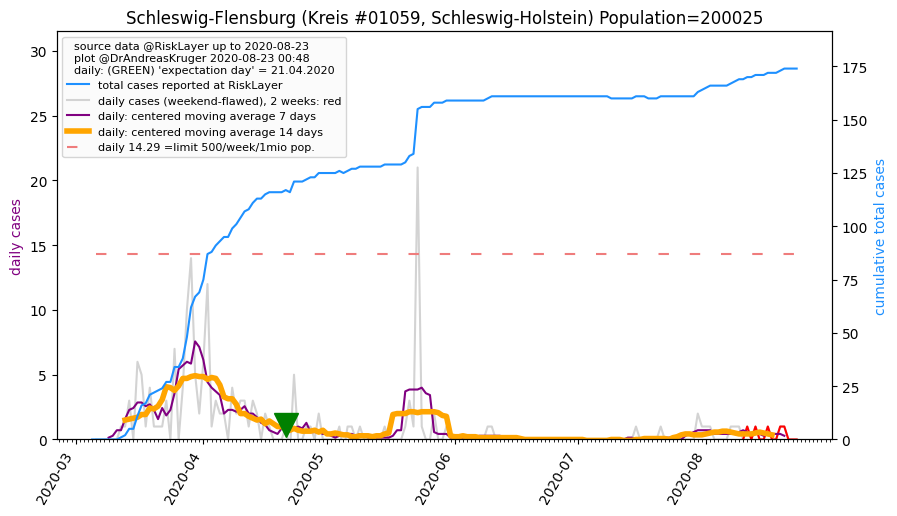 Schleswig-Flensburg (Kreis #01059, Schleswig-Holstein) Population=200025
source data @RiskLayer up to 2020-08-23
plot @DrAndreasKruger 2020-08-23 00:48
daily: (GREEN) 'expectation day' = 21.04.2020
total cases reported at RiskLayer
daily cases (weekend-flawed), 2 weeks: red
daily: centered moving average 7 days
daily: centered moving average 14 days
daily 14.29 =limit 500/week/1mio pop.
daily cases
30
25
20
15
10
5
0
cumulative total cases
175
150
125
100
75
50
25
0
2020-03
2020-04
2020-05
2020-06
2020-07
2020-08